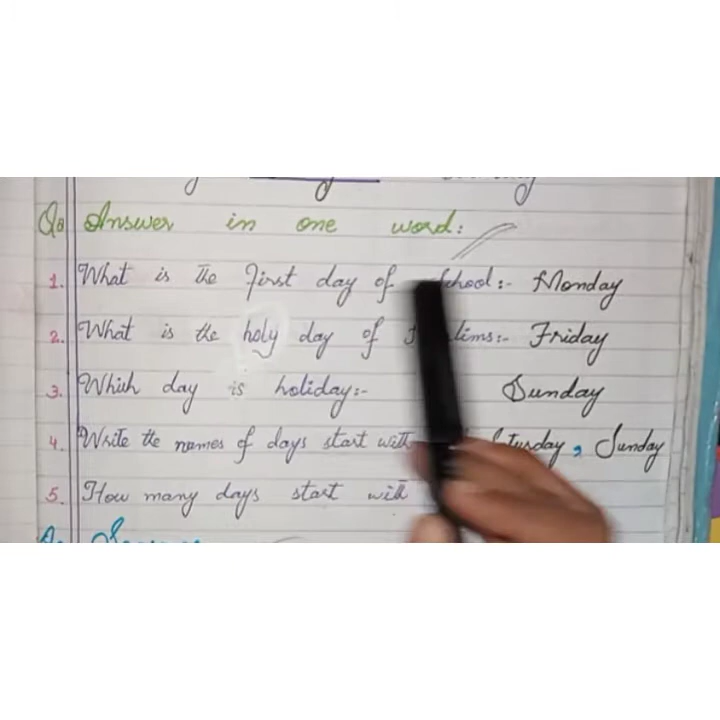 Q8 Answer in one word:
1. What is the first day of school:- Monday
2. What is the holy day of lims:- Friday
3. Which day is holiday:- Sunday
4. Write the names of days start with Saturday, Sunday
5. How many days start with